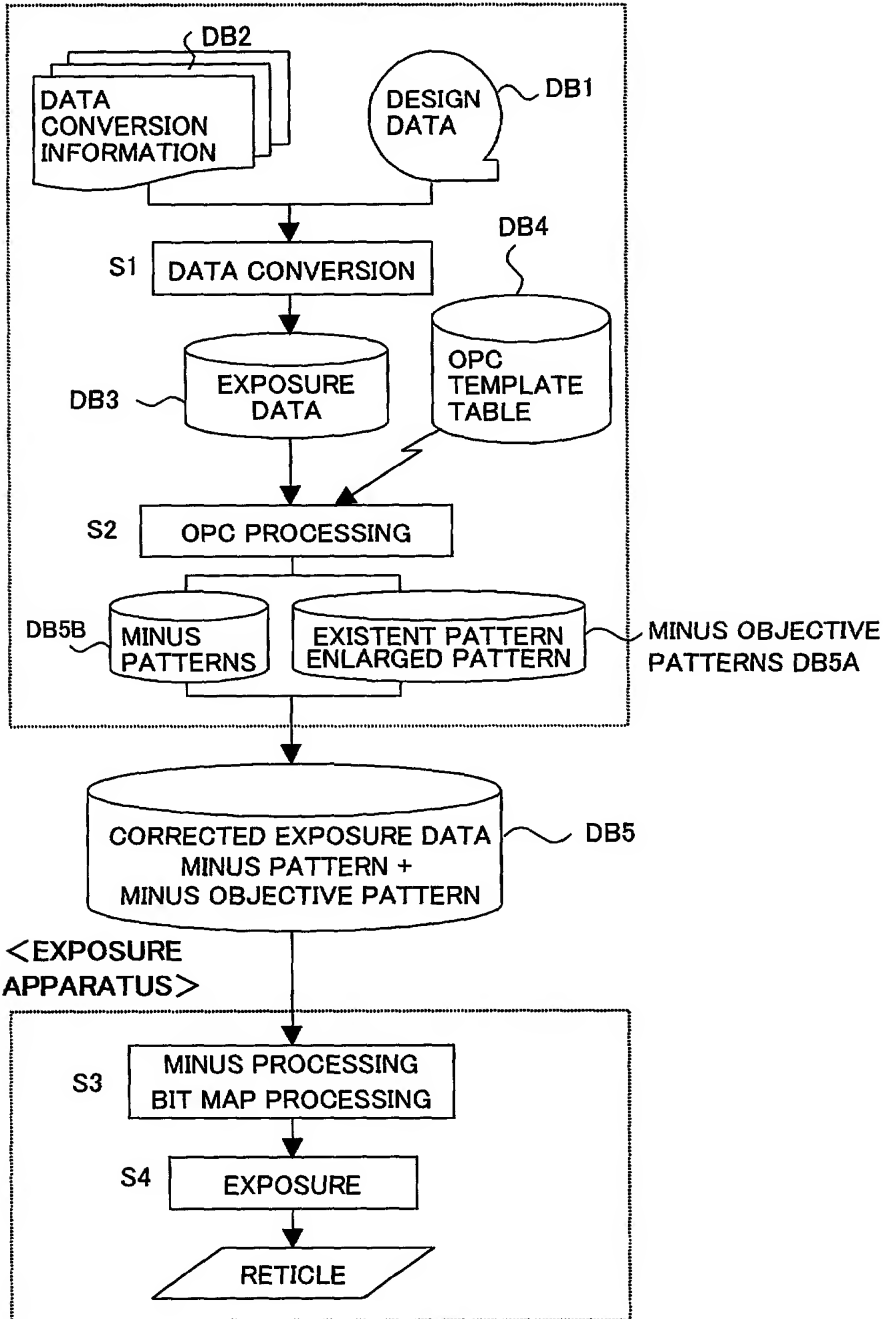 DB2
DATA
CONVERSION
INFORMATION
DESIGN
DATA
DB1
S1
DATA CONVERSION
DB4
OPC
TEMPLATE
TABLE
DB3
EXPOSURE
DATA
S2
OPC PROCESSING
DB5B
MINUS
PATTERNS
EXISTENT PATTERN
ENLARGED PATTERN
MINUS OBJECTIVE
PATTERNS DB5A
CORRECTED EXPOSURE DATA
MINUS PATTERN +
MINUS OBJECTIVE PATTERN
DB5
<EXPOSURE
APPARATUS>
S3
MINUS PROCESSING
BIT MAP PROCESSING
S4
EXPOSURE
RETICLE